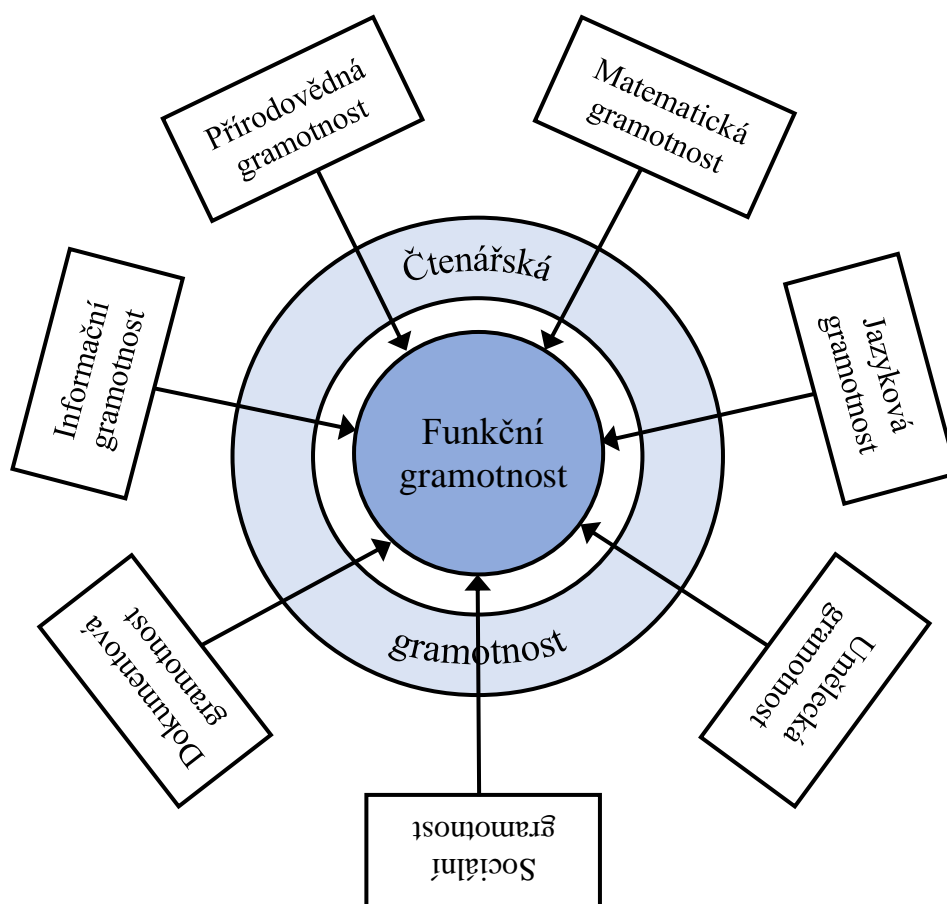 Přírodovědná
gramotnost
Matematická
gramotnost
Čtenářská
gramotnost
Informační
gramotnost
Jazyková
gramotnost
Funkční
gramotnost
Dokumentová
gramotnost
Umělecká
gramotnost
Sociální
gramotnost